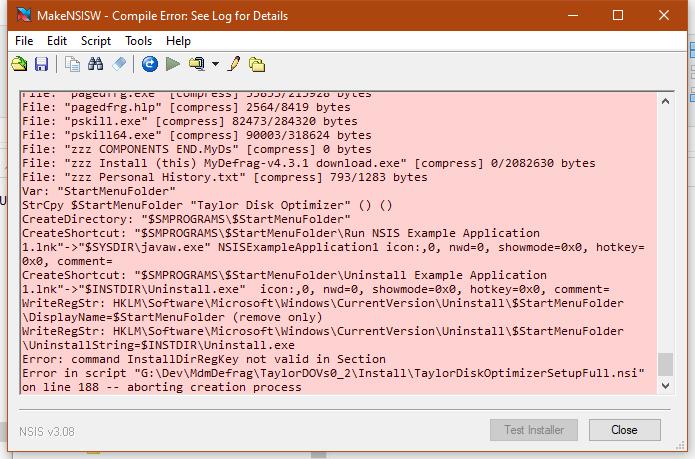 MakeNSISW - Compile Error: See Log for Details
File Edit Script Tools Help
File: "pagedfrg.exe" [compress] 55855/215928 bytes
File: "pagedfrg.hlp" [compress] 2564/8419 bytes
File: "pskill.exe" [compress] 82473/284320 bytes
File: "pskill64.exe" [compress] 90003/318624 bytes
File: "zzz COMPONENTS END.MyDs" [compress] 0 bytes
File: "zzz Install (this) MyDefrag-v4.3.1 download.exe" [compress] 0/2082630 bytes
File: "zzz Personal History.txt" [compress] 793/1283 bytes
Var: "StartMenuFolder"
StrCpy $StartMenuFolder "Taylor Disk Optimizer" () ()
CreateDirectory: "$SMPROGRAMS\$StartMenuFolder"
CreateShortcut: "$SMPROGRAMS\$StartMenuFolder\Run NSIS Example Application
1.lnk"->"$SYSDIR\javaw.exe" NSISExampleApplication1 icon:,0, nwd=0, showmode=0x0, hotkey=
0x0, comment=
CreateShortcut: "$SMPROGRAMS\$StartMenuFolder\Uninstall Example Application
1.lnk"->"$INSTDIR\Uninstall.exe"  icon:,0, nwd=0, showmode=0x0, hotkey=0x0, comment=
WriteRegStr: HKLM\Software\Microsoft\Windows\CurrentVersion\Uninstall\$StartMenuFolder
\DisplayName=$StartMenuFolder (remove only)
WriteRegStr: HKLM\Software\Microsoft\Windows\CurrentVersion\Uninstall\$StartMenuFolder
\UninstallString=$INSTDIR\Uninstall.exe
Error: command InstallDirRegKey not valid in Section
Error in script "G:\Dev\MdmDefrag\TaylorDOVs0_2\Install\TaylorDiskOptimizerSetupFull.nsi"
on line 188 -- aborting creation process
NSIS v3.08
Test Installer
Close